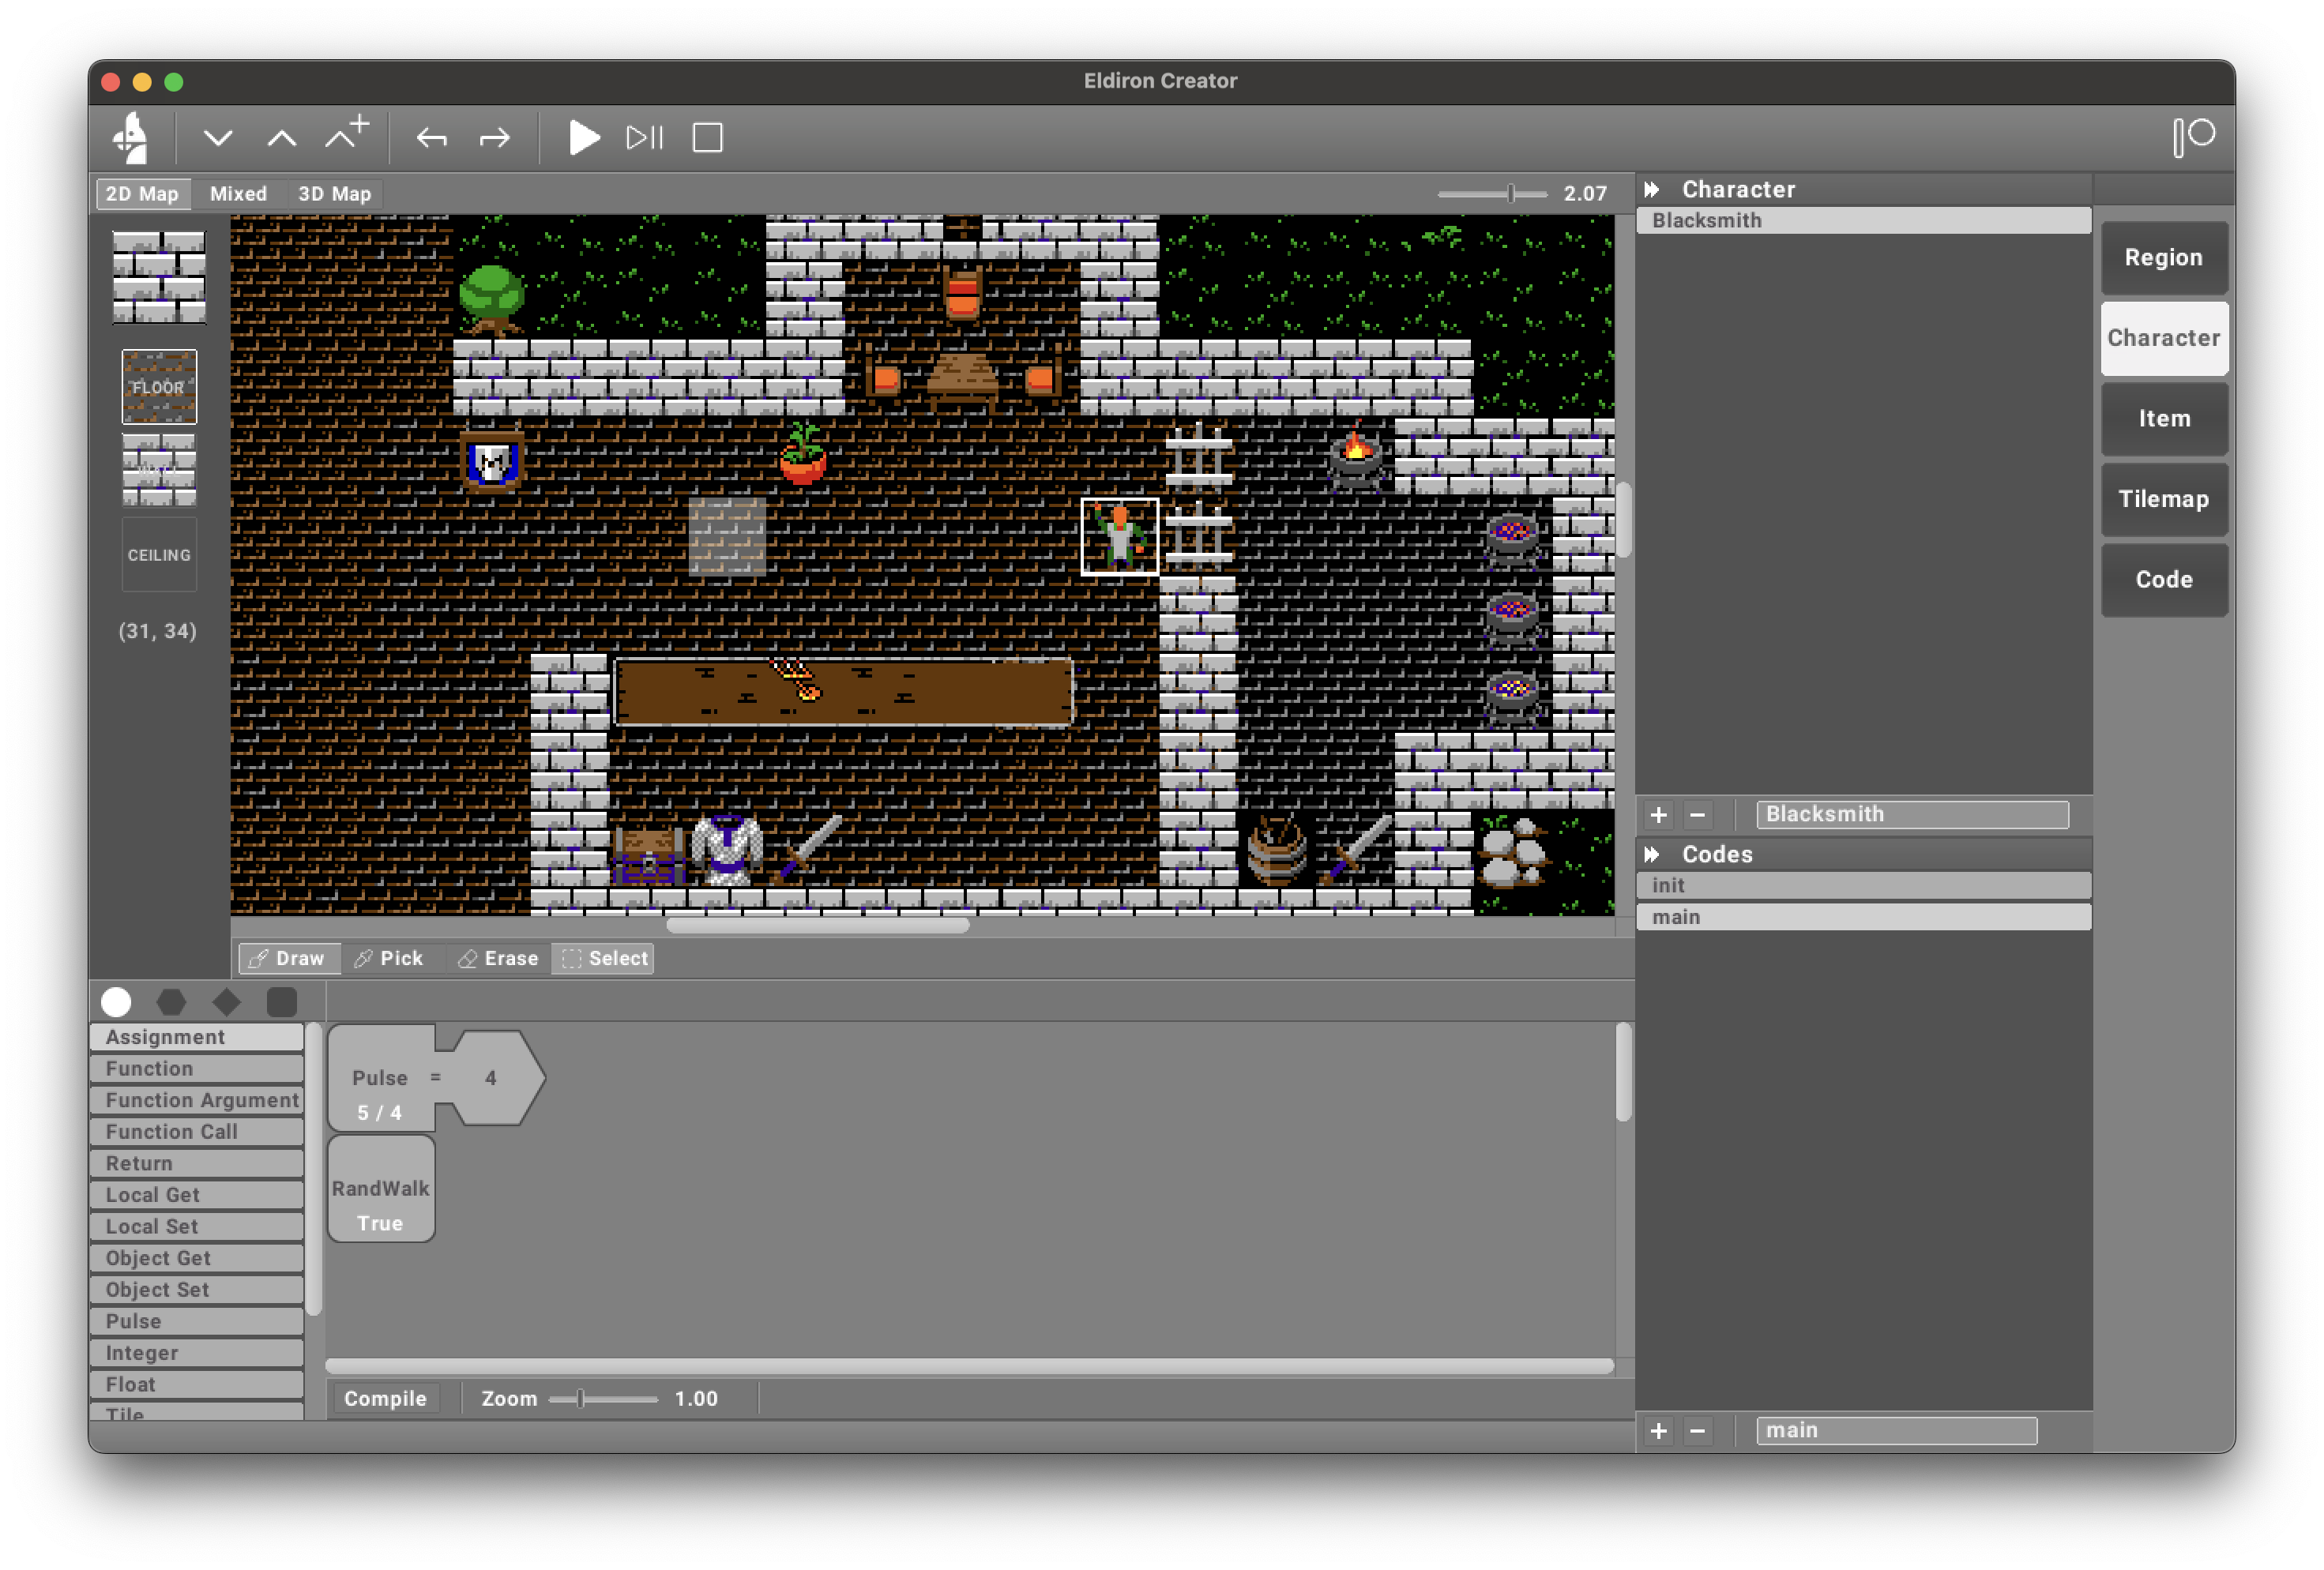 Eldiron Creator
2D Map Mixed 3D Map 2.07
FLOOR
CEILING
(31, 34)
Draw Pick Erase Select
Assignment
Function
Function Argument
Function Call
Return
Local Get
Local Set
Object Get
Object Set
Pulse
Integer
Float
Tile
Pulse = 4
5 / 4
RandWalk
True
Compile Zoom 1.00
Character
Blacksmith
+ − Blacksmith
Codes
init
main
+ − main
Region
Character
Item
Tilemap
Code